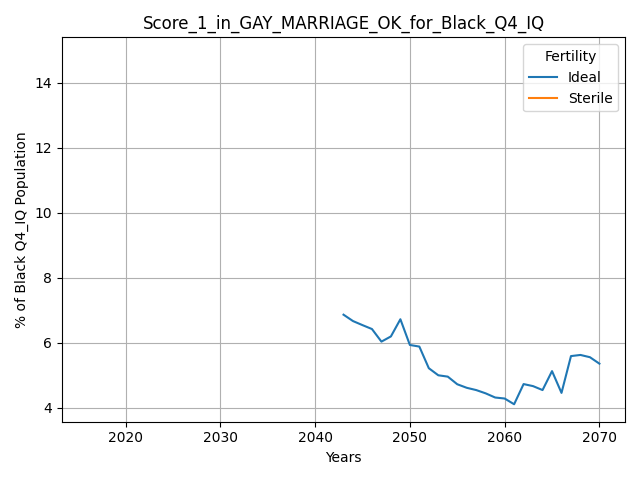 Score_1_in_GAY_MARRIAGE_OK_for_Black_Q4_IQ
Fertility
Ideal
Sterile
% of Black Q4_IQ Population
14
12
10
8
6
4
2020 2030 2040 2050 2060 2070
Years